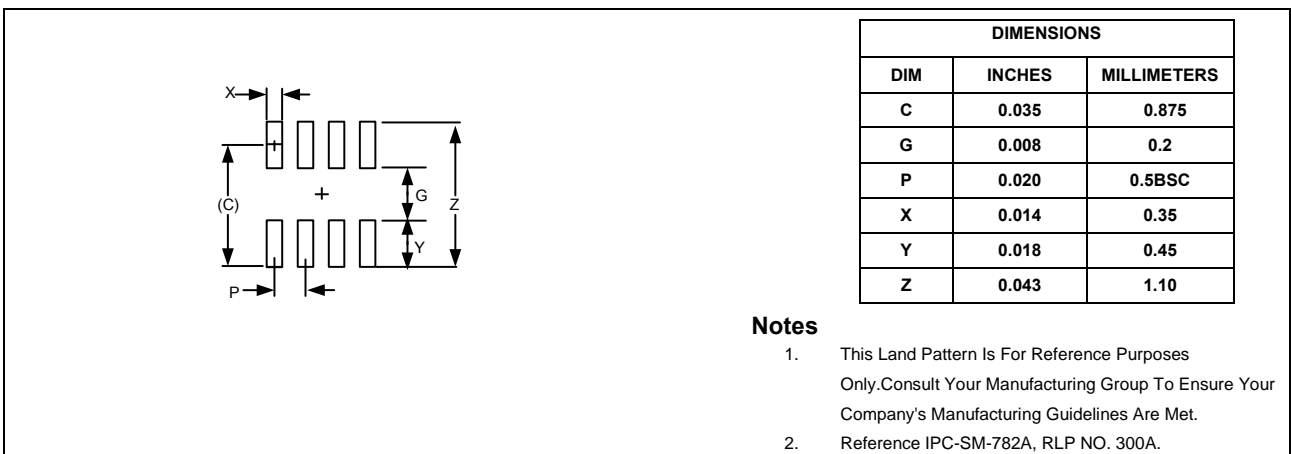 X
(C)
G
Z
Y
P
DIMENSIONS
DIM INCHES MILLIMETERS
C 0.035 0.875
G 0.008 0.2
P 0.020 0.5BSC
X 0.014 0.35
Y 0.018 0.45
Z 0.043 1.10
Notes
1. This Land Pattern Is For Reference Purposes
Only.Consult Your Manufacturing Group To Ensure Your
Company's Manufacturing Guidelines Are Met.
2. Reference IPC-SM-782A, RLP NO. 300A.